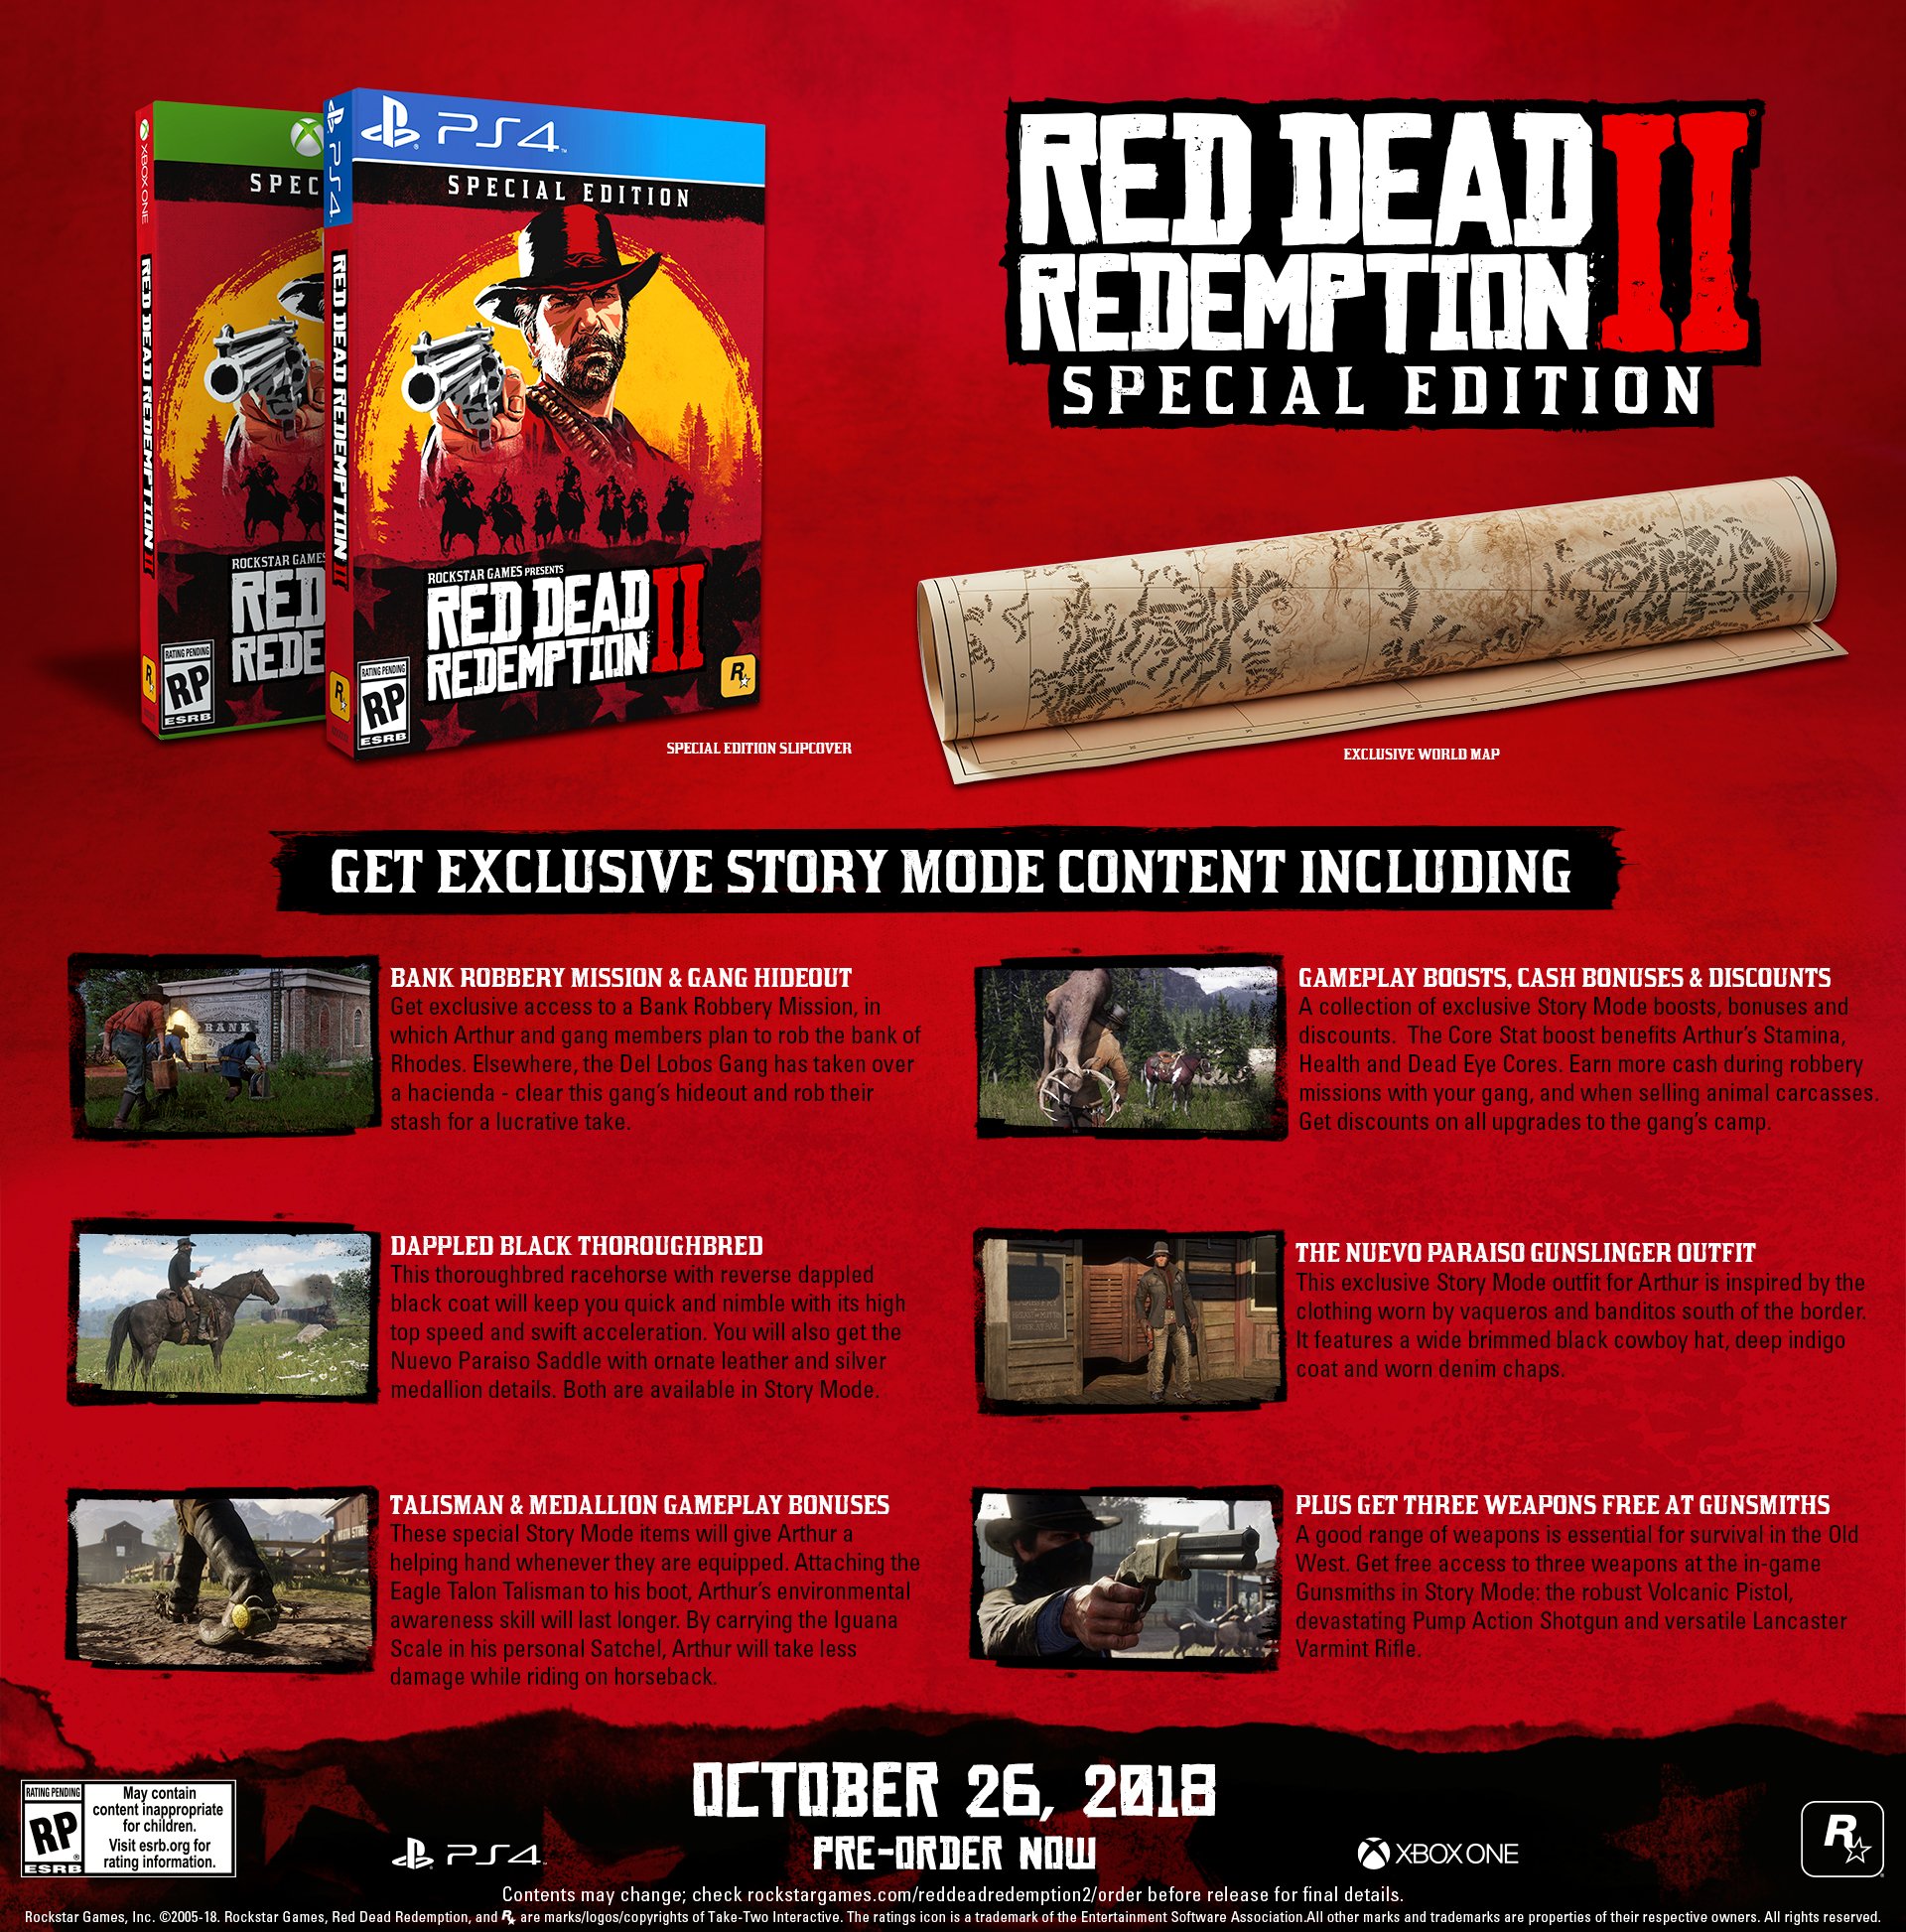 XBOX ONE
SPEC
RED DEAD REDEMPTION II
ROCKSTAR GAMES
RED
REDE
RATING PENDING
RP
ESRB
PS4
PS4™
SPECIAL EDITION
RED DEAD REDEMPTION II
ROCKSTAR GAMES PRESENTS
RED DEAD
REDEMPTION II
RATING PENDING
RP
ESRB
R
SPECIAL EDITION SLIPCOVER
RED DEAD
REDEMPTION II
SPECIAL EDITION
EXCLUSIVE WORLD MAP
GET EXCLUSIVE STORY MODE CONTENT INCLUDING
BANK
BANK ROBBERY MISSION & GANG HIDEOUT
Get exclusive access to a Bank Robbery Mission, in
which Arthur and gang members plan to rob the bank of
Rhodes. Elsewhere, the Del Lobos Gang has taken over
a hacienda - clear this gang's hideout and rob their
stash for a lucrative take.
GAMEPLAY BOOSTS, CASH BONUSES & DISCOUNTS
A collection of exclusive Story Mode boosts, bonuses and
discounts. The Core Stat boost benefits Arthur's Stamina,
Health and Dead Eye Cores. Earn more cash during robbery
missions with your gang, and when selling animal carcasses.
Get discounts on all upgrades to the gang's camp.
DAPPLED BLACK THOROUGHBRED
This thoroughbred racehorse with reverse dappled
black coat will keep you quick and nimble with its high
top speed and swift acceleration. You will also get the
Nuevo Paraiso Saddle with ornate leather and silver
medallion details. Both are available in Story Mode.
THE NUEVO PARAISO GUNSLINGER OUTFIT
This exclusive Story Mode outfit for Arthur is inspired by the
clothing worn by vaqueros and banditos south of the border.
It features a wide brimmed black cowboy hat, deep indigo
coat and worn denim chaps.
TALISMAN & MEDALLION GAMEPLAY BONUSES
These special Story Mode items will give Arthur a
helping hand whenever they are equipped. Attaching the
Eagle Talon Talisman to his boot, Arthur's environmental
awareness skill will last longer. By carrying the Iguana
Scale in his personal Satchel, Arthur will take less
damage while riding on horseback.
PLUS GET THREE WEAPONS FREE AT GUNSMITHS
A good range of weapons is essential for survival in the Old
West. Get free access to three weapons at the in-game
Gunsmiths in Story Mode: the robust Volcanic Pistol,
devastating Pump Action Shotgun and versatile Lancaster
Varmint Rifle.
OCTOBER 26, 2018
PRE-ORDER NOW
RATING PENDING
RP
ESRB
May contain
content inappropriate
for children.
Visit esrb.org for
rating information.
PS4™
XBOX ONE
R
Contents may change; check rockstargames.com/reddeadredemption2/order before release for final details.
Rockstar Games, Inc. ©2005-18. Rockstar Games, Red Dead Redemption, and R are marks/logos/copyrights of Take-Two Interactive. The ratings icon is a trademark of the Entertainment Software Association.All other marks and trademarks are properties of their respective owners. All rights reserved.